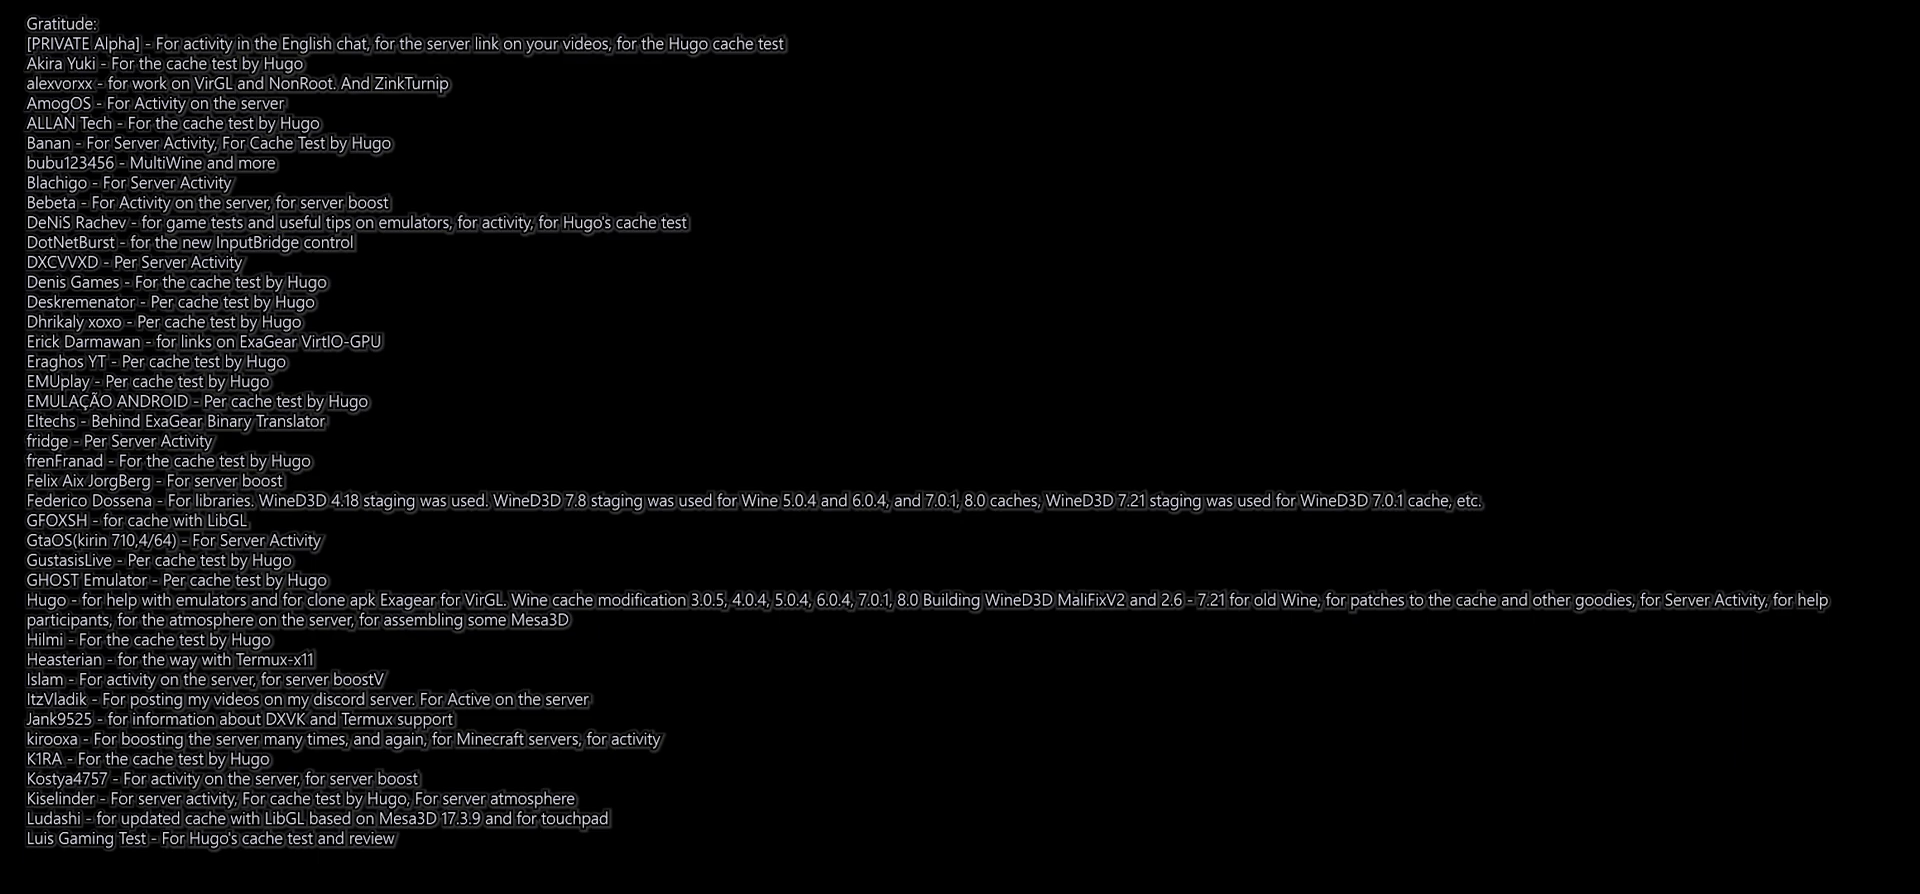 Gratitude:
[PRIVATE Alpha] - For activity in the English chat, for the server link on your videos, for the Hugo cache test
Akira Yuki - For the cache test by Hugo
alexvorxx - for work on VirGL and NonRoot. And ZinkTurnip
AmogOS - For Activity on the server
ALLAN Tech - For the cache test by Hugo
Banan - For Server Activity, For Cache Test by Hugo
bubu123456 - MultiWine and more
Blachigo - For Server Activity
Bebeta - For Activity on the server, for server boost
DeNiS Rachev - for game tests and useful tips on emulators, for activity, for Hugo's cache test
DotNetBurst - for the new InputBridge control
DXCVVXD - Per Server Activity
Denis Games - For the cache test by Hugo
Deskremenator - Per cache test by Hugo
Dhrikaly xoxo - Per cache test by Hugo
Erick Darmawan - for links on ExaGear VirtIO-GPU
Eraghos YT - Per cache test by Hugo
EMUplay - Per cache test by Hugo
EMULAÇÃO ANDROID - Per cache test by Hugo
Eltechs - Behind ExaGear Binary Translator
fridge - Per Server Activity
frenFranad - For the cache test by Hugo
Felix Aix JorgBerg - For server boost
Federico Dossena - For libraries. WineD3D 4.18 staging was used. WineD3D 7.8 staging was used for Wine 5.0.4 and 6.0.4, and 7.0.1, 8.0 caches, WineD3D 7.21 staging was used for WineD3D 7.0.1 cache, etc.
GFOXSH - for cache with LibGL
GtaOS(kirin 710,4/64) - For Server Activity
GustasisLive - Per cache test by Hugo
GHOST Emulator - Per cache test by Hugo
Hugo - for help with emulators and for clone apk Exagear for VirGL. Wine cache modification 3.0.5, 4.0.4, 5.0.4, 6.0.4, 7.0.1, 8.0 Building WineD3D MaliFixV2 and 2.6 - 7.21 for old Wine, for patches to the cache and other goodies, for Server Activity, for help
participants, for the atmosphere on the server, for assembling some Mesa3D
Hilmi - For the cache test by Hugo
Heasterian - for the way with Termux-x11
Islam - For activity on the server, for server boostV
ItzVladik - For posting my videos on my discord server. For Active on the server
Jank9525 - for information about DXVK and Termux support
kirooxa - For boosting the server many times, and again, for Minecraft servers, for activity
K1RA - For the cache test by Hugo
Kostya4757 - For activity on the server, for server boost
Kiselinder - For server activity, For cache test by Hugo, For server atmosphere
Ludashi - for updated cache with LibGL based on Mesa3D 17.3.9 and for touchpad
Luis Gaming Test - For Hugo's cache test and review